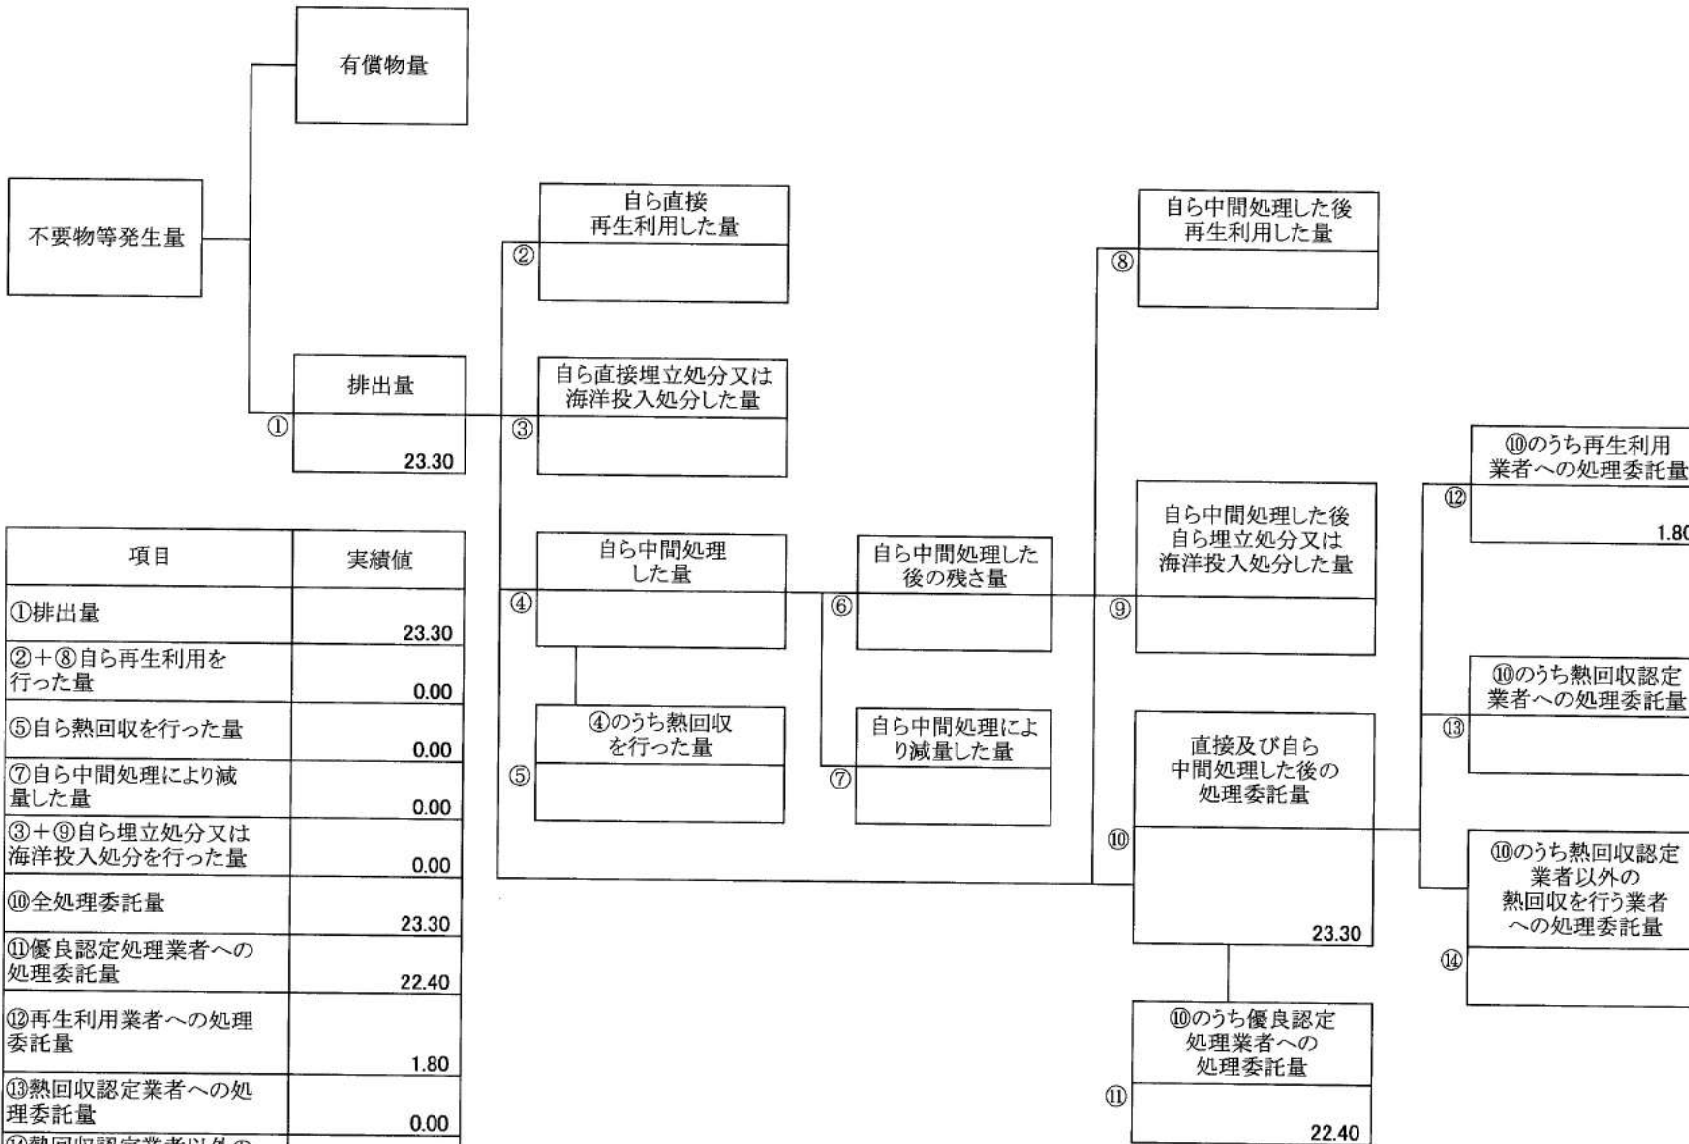 有償物量
不要物等発生量
排出量
①
23.30
自ら直接
再生利用した量
②
自ら直接埋立処分又は
海洋投入処分した量
③
自ら中間処理
した量
④
④のうち熱回収
を行った量
⑤
自ら中間処理した
後の残さ量
⑥
自ら中間処理によ
り減量した量
⑦
自ら中間処理した後
再生利用した量
⑧
自ら中間処理した後
自ら埋立処分又は
海洋投入処分した量
⑨
直接及び自ら
中間処理した後の
処理委託量
⑩
23.30
⑩のうち優良認定
処理業者への
処理委託量
⑪
22.40
⑩のうち再生利用
業者への処理委託量
⑫
1.80
⑩のうち熱回収認定
業者への処理委託量
⑬
⑩のうち熱回収認定
業者以外の
熱回収を行う業者
への処理委託量
⑭
項目 実績値
①排出量
23.30
②+⑧自ら再生利用を
行った量
0.00
⑤自ら熱回収を行った量
0.00
⑦自ら中間処理により減
量した量
0.00
③+⑨自ら埋立処分又は
海洋投入処分を行った量
0.00
⑩全処理委託量
23.30
⑪優良認定処理業者への
処理委託量
22.40
⑫再生利用業者への処理
委託量
1.80
⑬熱回収認定業者への処
理委託量
0.00
⑭熱回収認定業者以外の